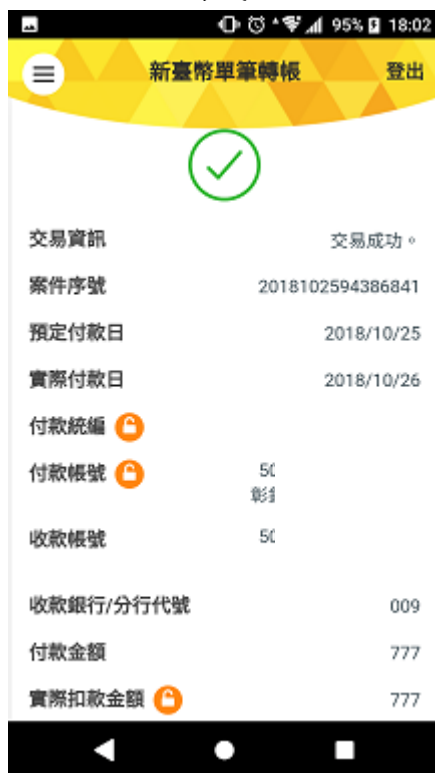 95% 18:02
新臺幣單筆轉帳 登出
交易資訊 交易成功。
案件序號 2018102594386841
預定付款日 2018/10/25
實際付款日 2018/10/26
付款統編
付款帳號 50
彰
收款帳號 50
收款銀行/分行代號 009
付款金額 777
實際扣款金額 777